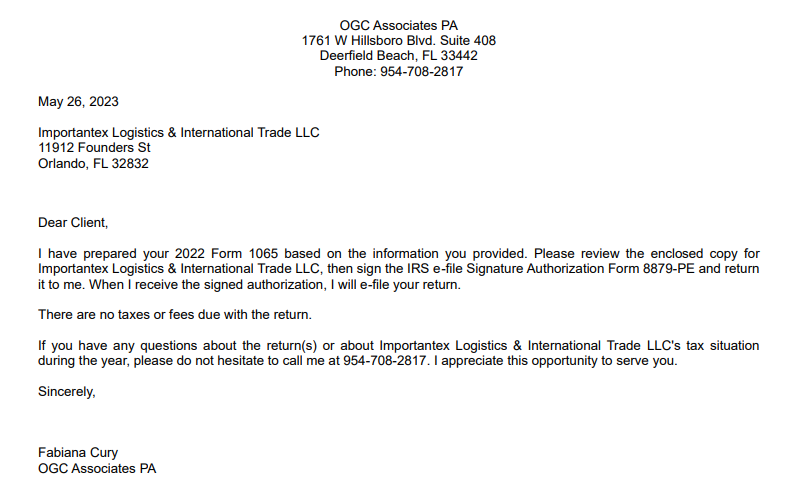 OGC Associates PA
1761 W Hillsboro Blvd. Suite 408
Deerfield Beach, FL 33442
Phone: 954-708-2817
May 26, 2023
Importantex Logistics & International Trade LLC
11912 Founders St
Orlando, FL 32832
Dear Client,
I have prepared your 2022 Form 1065 based on the information you provided. Please review the enclosed copy for
Importantex Logistics & International Trade LLC, then sign the IRS e-file Signature Authorization Form 8879-PE and return
it to me. When I receive the signed authorization, I will e-file your return.
There are no taxes or fees due with the return.
If you have any questions about the return(s) or about Importantex Logistics & International Trade LLC's tax situation
during the year, please do not hesitate to call me at 954-708-2817. I appreciate this opportunity to serve you.
Sincerely,
Fabiana Cury
OGC Associates PA